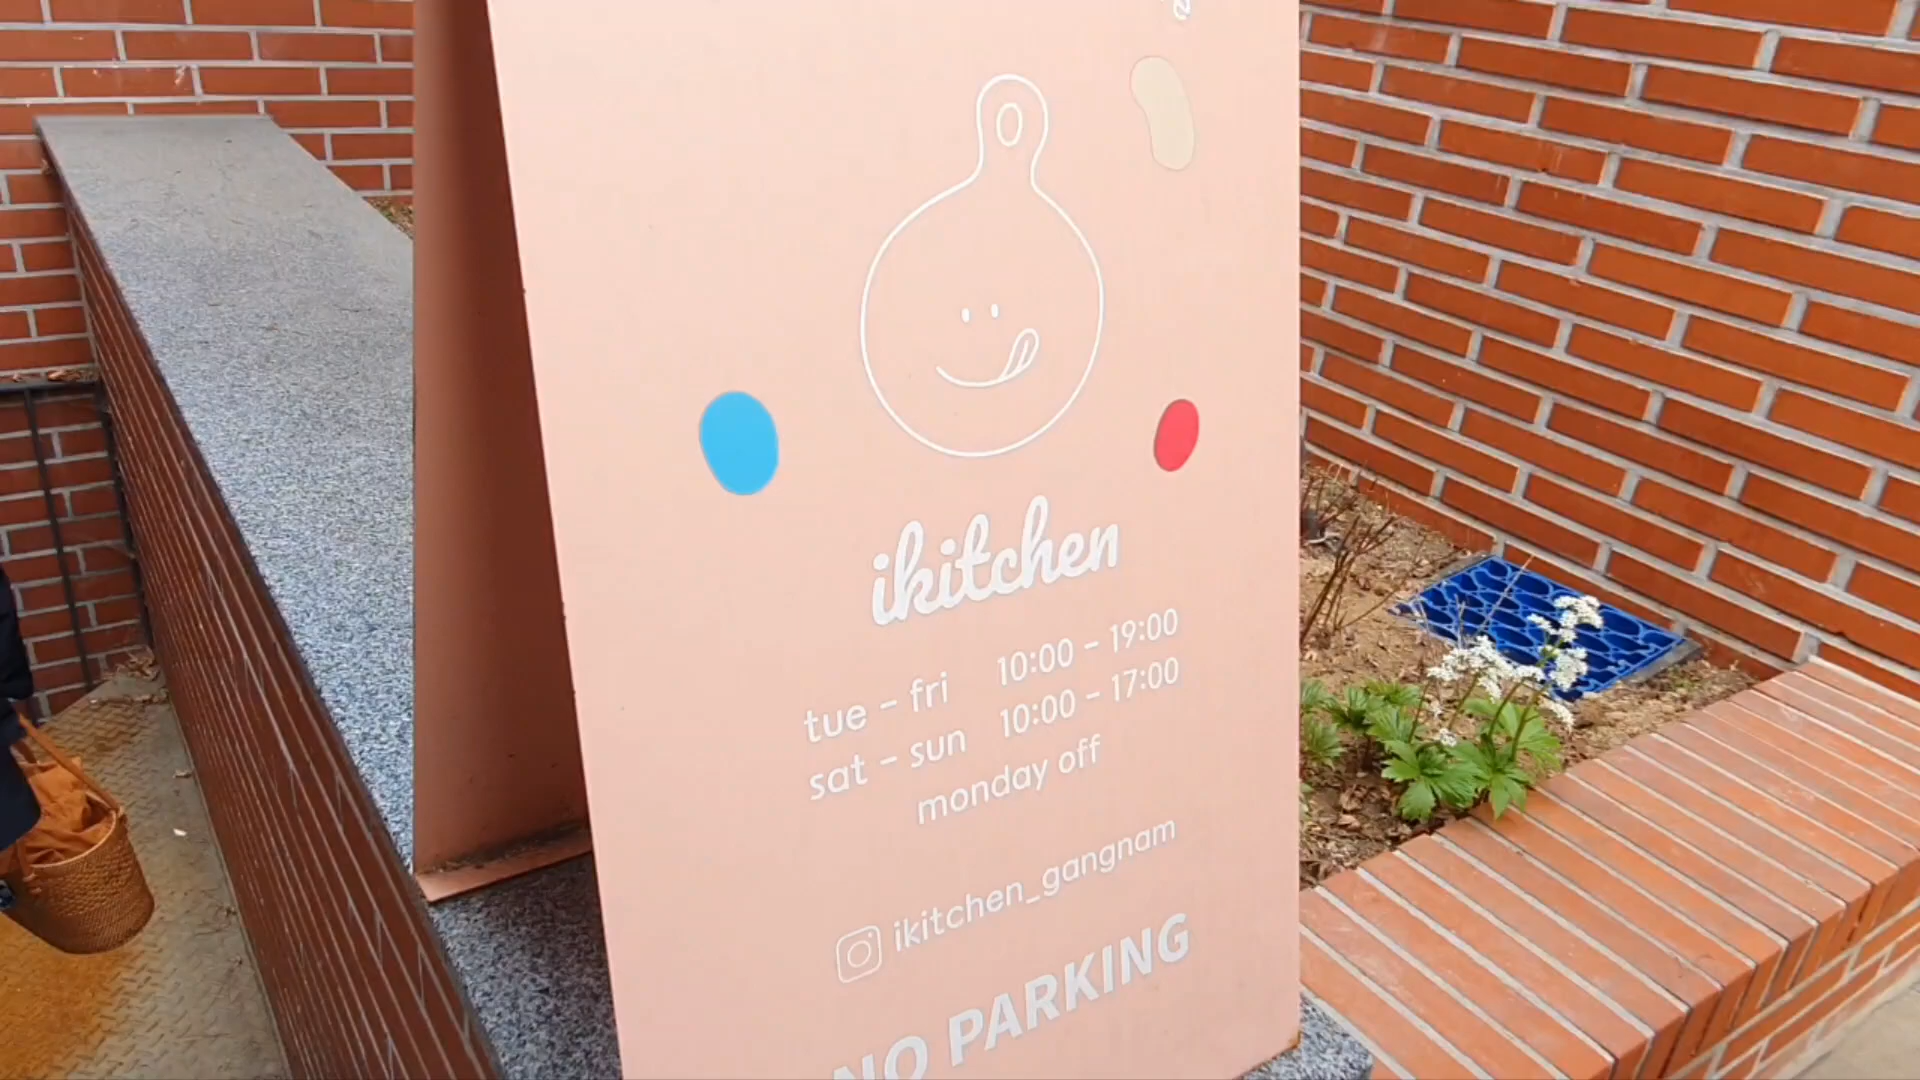 ikitchen
tue - fri 10:00 - 19:00
sat - sun 10:00 - 17:00
monday off
ikitchen_gangnam
NO PARKING